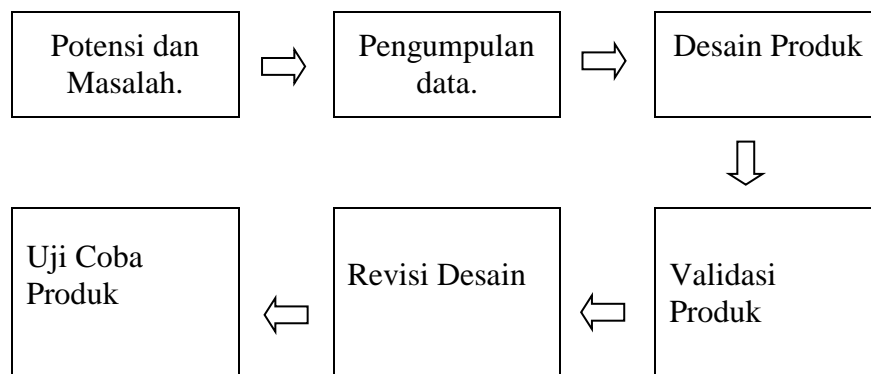 Potensi dan
Masalah.
Pengumpulan
data.
Desain Produk
Validasi
Produk
Revisi Desain
Uji Coba
Produk